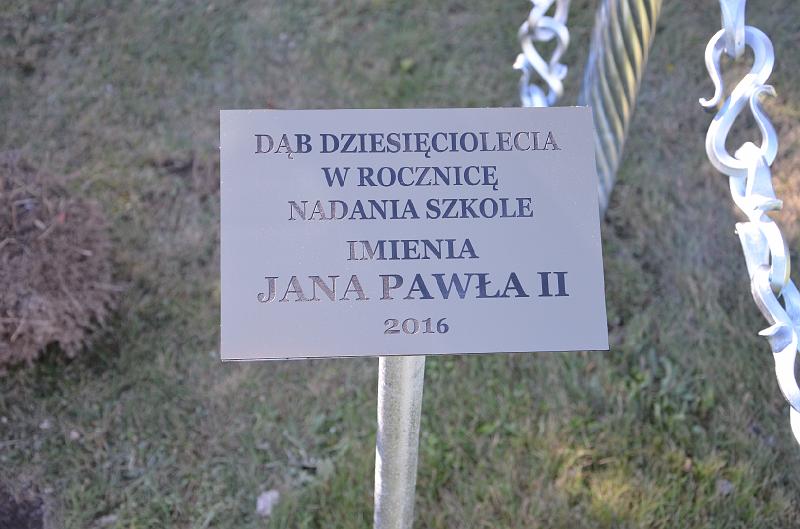 DĄB DZIESIĘCIOLECIA
W ROCZNICĘ
NADANIA SZKOLE
IMIENIA
JANA PAWŁA II
2016